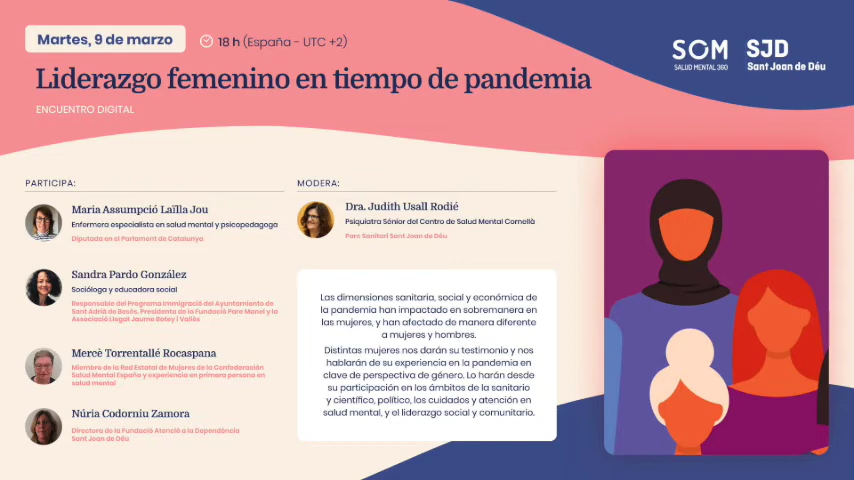 Martes, 9 de marzo
18 h (España - UTC +2)
SOM
SALUD MENTAL 360
SJD
Sant Joan de Déu
Liderazgo femenino en tiempo de pandemia
ENCUENTRO DIGITAL
PARTICIPA:
Maria Assumpció Laïlla Jou
Enfermera especialista en salud mental y psicopedagoga
Diputada en el Parlament de Catalunya
Sandra Pardo González
Socióloga y educadora social
Responsable del Programa Immigració del Ayuntamiento de
Sant Adrià de Besós. Presidenta de la Fundació Pare Manel y la
Associació Llegat Jaume Botey i Vallès
Mercè Torrentallé Rocaspana
Miembro de la Red Estatal de Mujeres de la Confederación
Salud Mental España y experiencia en primera persona en
salud mental
Núria Codorniu Zamora
Directora de la Fundació Atenció a la Dependència
Sant Joan de Déu
MODERA:
Dra. Judith Usall Rodié
Psiquiatra Sénior del Centro de Salud Mental Cornellà
Parc Sanitari Sant Joan de Déu
Las dimensiones sanitaria, social y económica de
la pandemia han impactado en sobremanera en
las mujeres, y han afectado de manera diferente
a mujeres y hombres.
Distintas mujeres nos darán su testimonio y nos
hablarán de su experiencia en la pandemia en
clave de perspectiva de género. Lo harán desde
su participación en los ámbitos de la sanitario
y científico, político, los cuidados y atención en
salud mental, y el liderazgo social y comunitario.